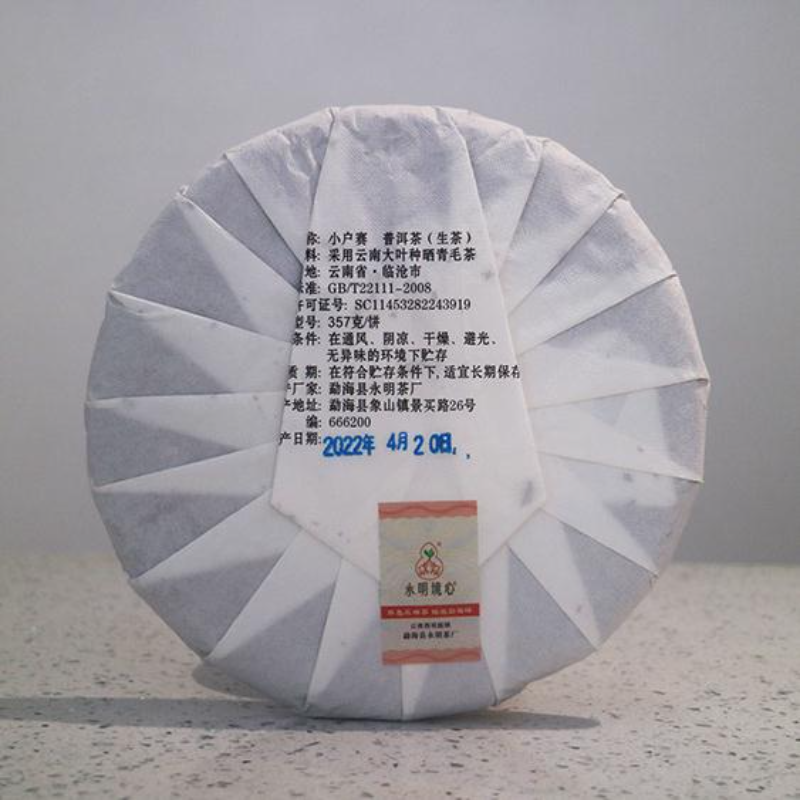 称: 小户赛 普洱茶(生茶)
料: 采用云南大叶种晒青毛茶
地: 云南省·临沧市
准: GB/T22111-2008
许可证号: SC11453282243919
型号: 357克/饼
条件: 在通风、阴凉、干燥、避光、
无异味的环境下贮存
质 期: 在符合贮存条件下,适宜长期保存
产厂家: 勐海县永明茶厂
产地址: 勐海县象山镇景买路26号
编: 666200
产日期: 2022年 4月20日
永明境心
勐海县永明茶厂